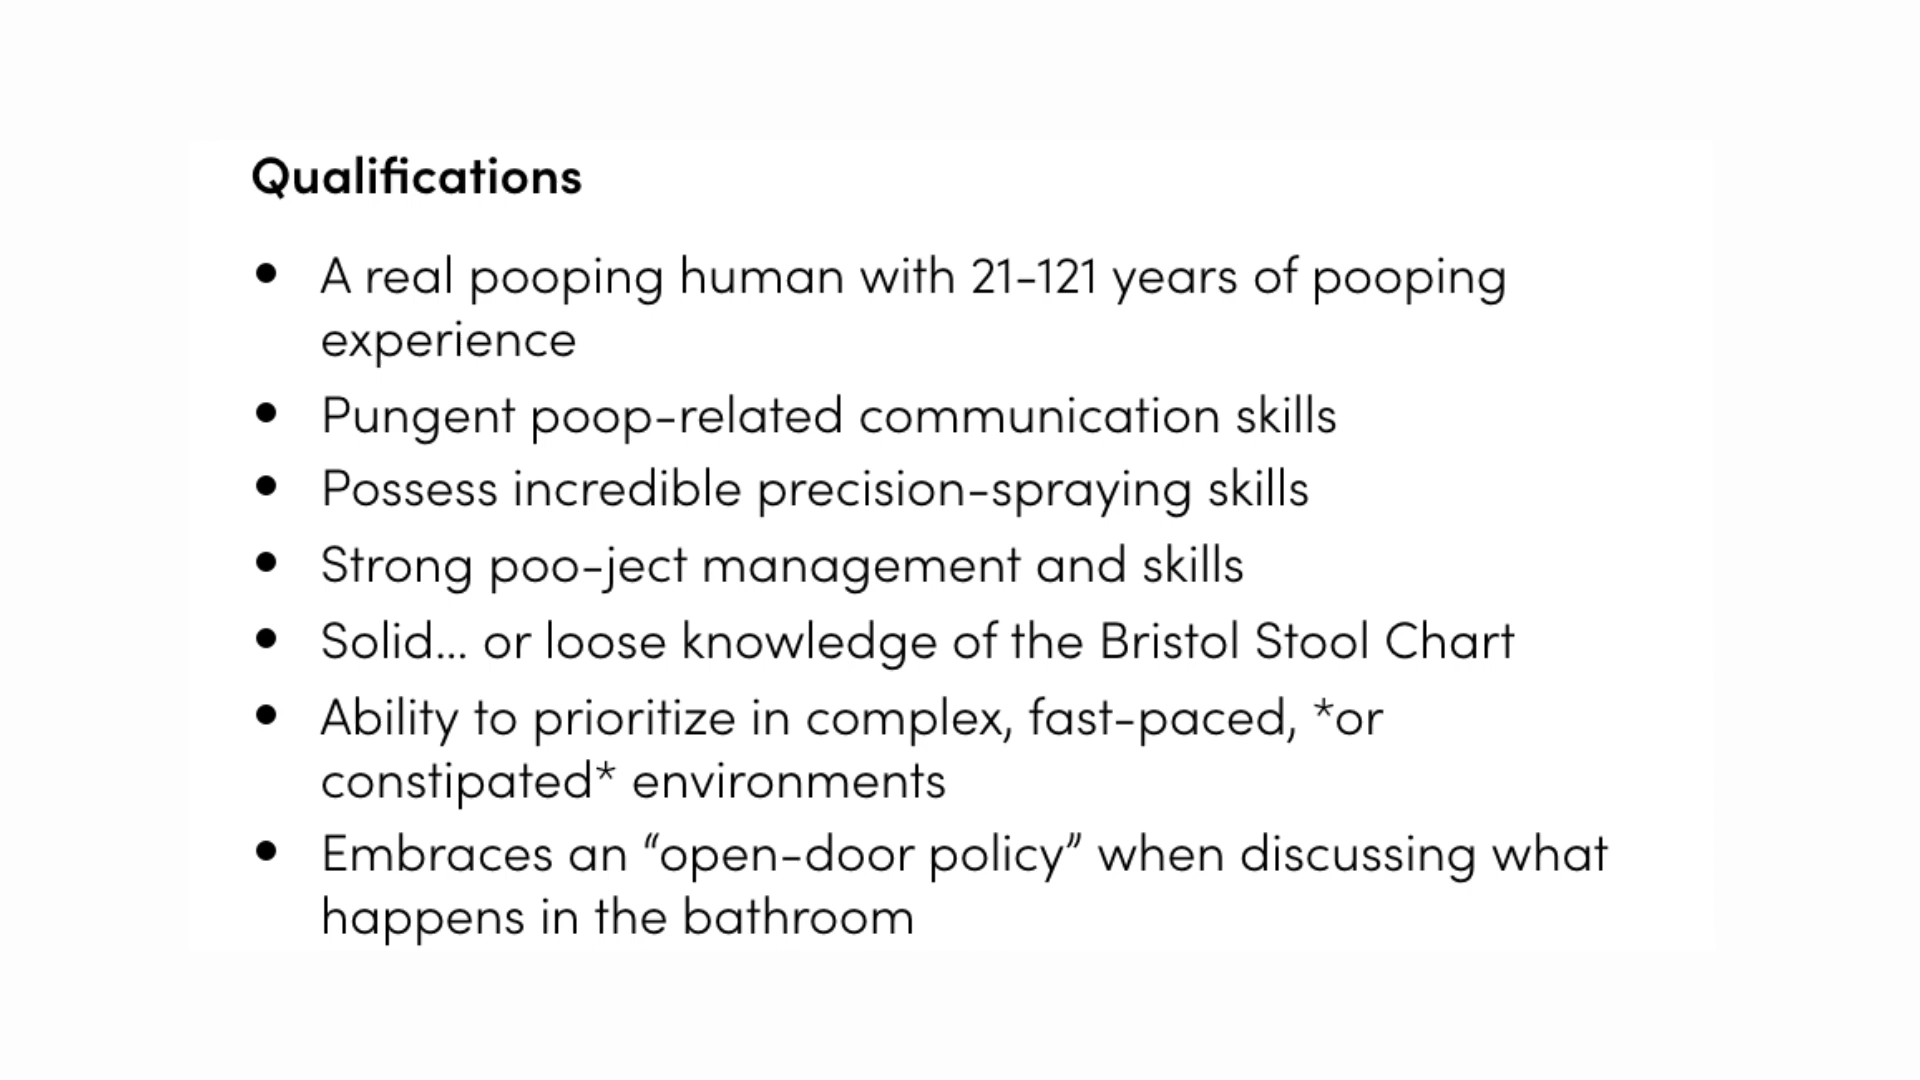 Qualifications
• A real pooping human with 21-121 years of pooping
experience
• Pungent poop-related communication skills
• Possess incredible precision-spraying skills
• Strong poo-ject management and skills
• Solid... or loose knowledge of the Bristol Stool Chart
• Ability to prioritize in complex, fast-paced, *or
constipated* environments
• Embraces an “open-door policy” when discussing what
happens in the bathroom